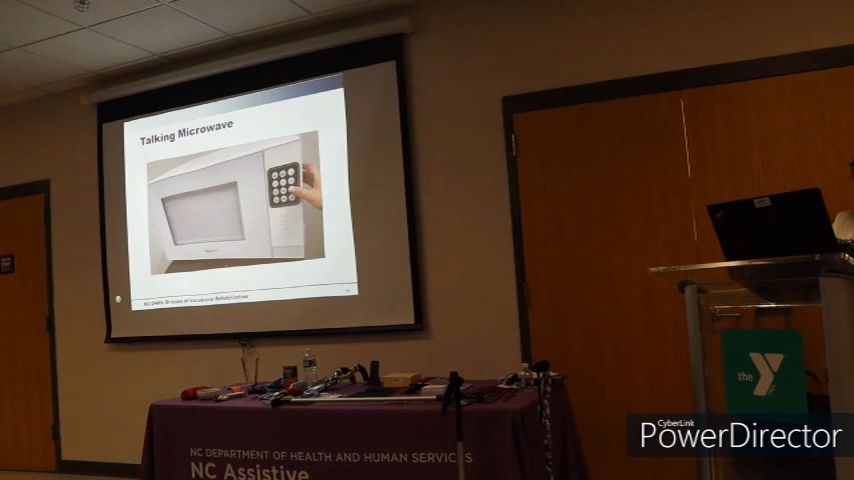 Talking Microwave
NC DHHS, Division of Vocational Rehabilitation
the Y
NC DEPARTMENT OF HEALTH AND HUMAN SERVICES
NC Assistive
CyberLink
PowerDirector